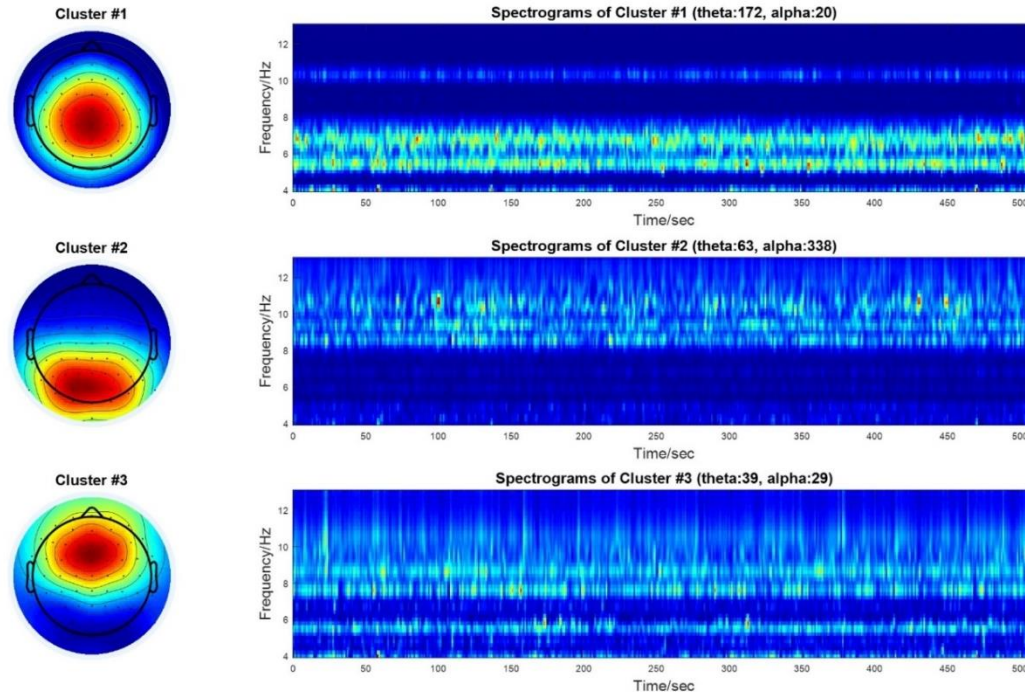 Cluster #1
Spectrograms of Cluster #1 (theta:172, alpha:20)
Frequency/Hz
12
10
8
6
4
0 50 100 150 200 250 300 350 400 450 500
Time/sec
Cluster #2
Spectrograms of Cluster #2 (theta:63, alpha:338)
Frequency/Hz
12
10
8
6
4
0 50 100 150 200 250 300 350 400 450 500
Time/sec
Cluster #3
Spectrograms of Cluster #3 (theta:39, alpha:29)
Frequency/Hz
12
10
8
6
4
0 50 100 150 200 250 300 350 400 450 500
Time/sec